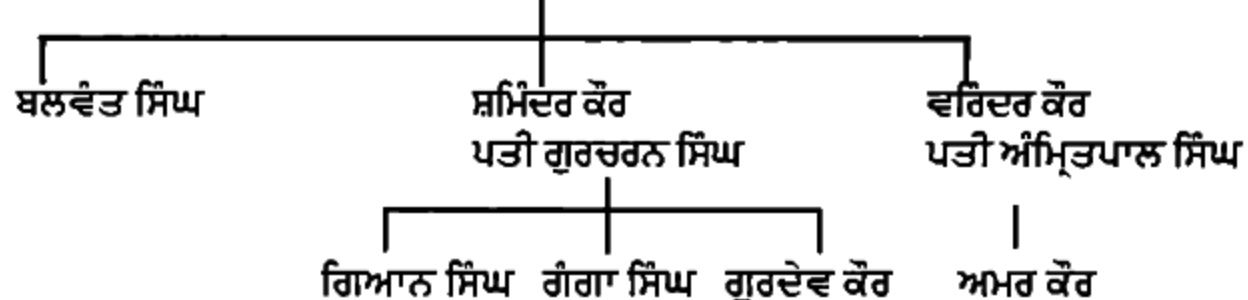 ਬਲਵੰਤ ਸਿੰਘ ਸ਼ਮਿੰਦਰ ਕੌਰ ਵਰਿੰਦਰ ਕੌਰ
ਪਤੀ ਗੁਰਚਰਨ ਸਿੰਘ ਪਤੀ ਅੰਮ੍ਰਿਤਪਾਲ ਸਿੰਘ
ਗਿਆਨ ਸਿੰਘ ਗੰਗਾ ਸਿੰਘ ਗੁਰਦੇਵ ਕੌਰ ਅਮਰ ਕੌਰ